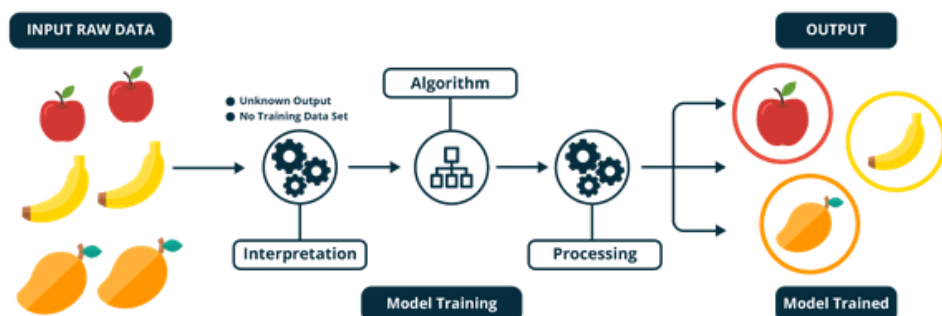 INPUT RAW DATA
OUTPUT
Algorithm
Unknown Output
No Training Data Set
Interpretation
Processing
Model Training
Model Trained